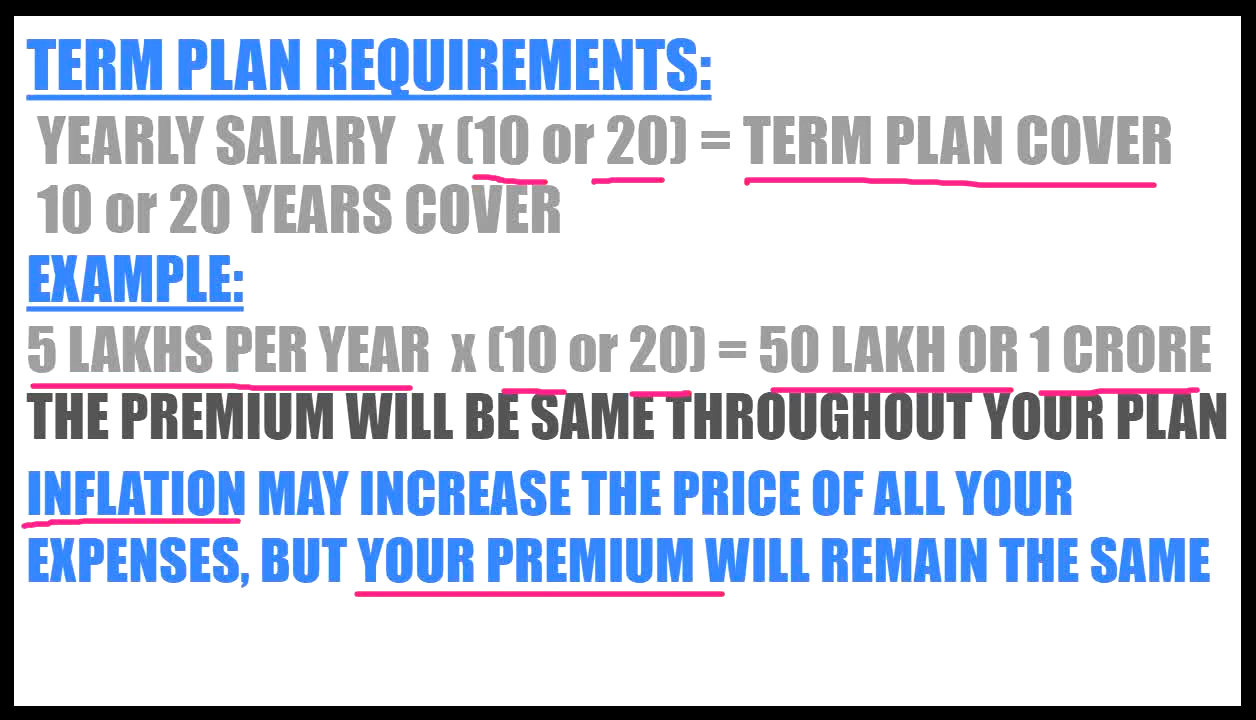 TERM PLAN REQUIREMENTS:
YEARLY SALARY x (10 or 20) = TERM PLAN COVER
10 or 20 YEARS COVER
EXAMPLE:
5 LAKHS PER YEAR x (10 or 20) = 50 LAKH OR 1 CRORE
THE PREMIUM WILL BE SAME THROUGHOUT YOUR PLAN
INFLATION MAY INCREASE THE PRICE OF ALL YOUR
EXPENSES, BUT YOUR PREMIUM WILL REMAIN THE SAME